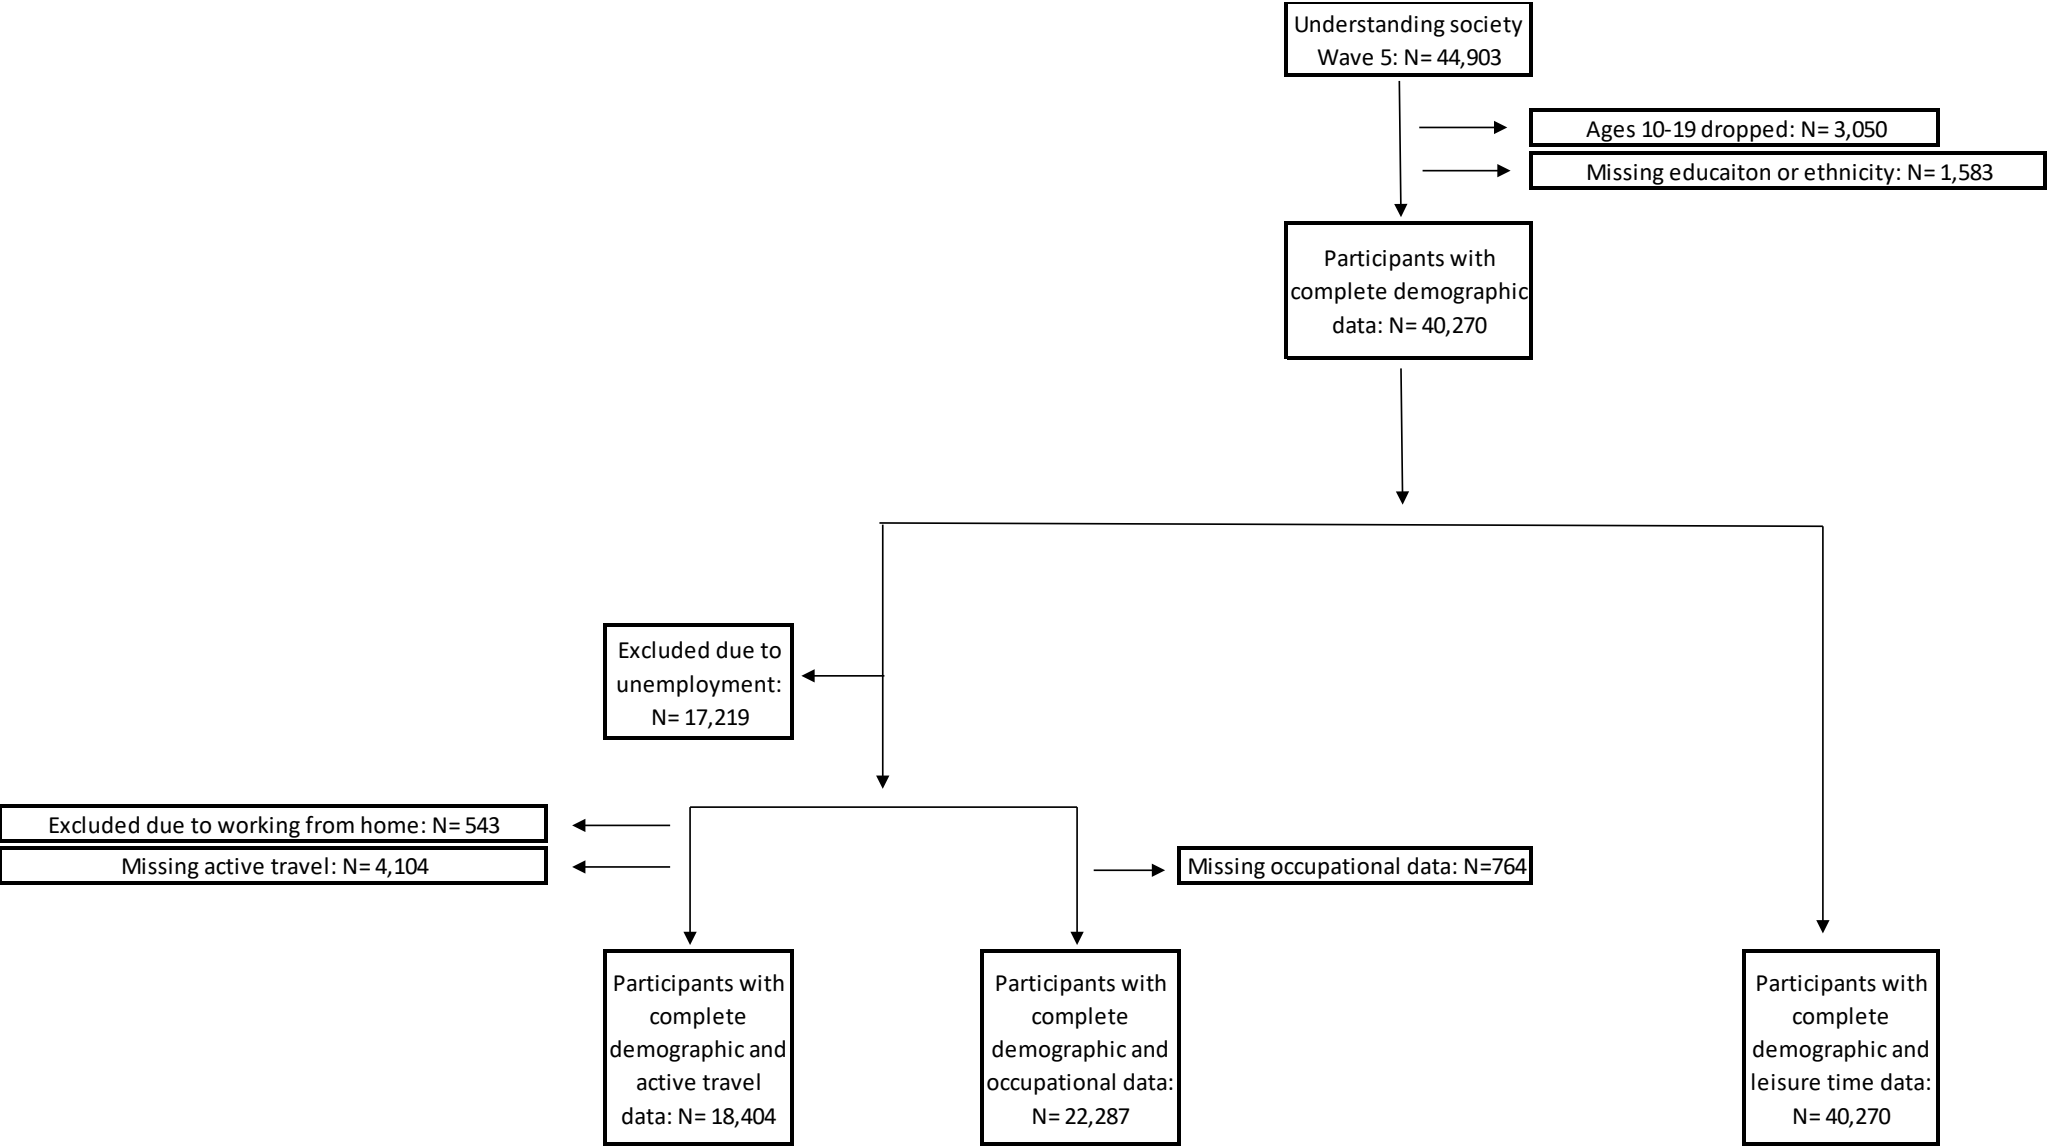 Understanding society
Wave 5: N= 44,903
Ages 10-19 dropped: N= 3,050
Missing educaiton or ethnicity: N= 1,583
Participants with
complete demographic
data: N= 40,270
Excluded due to
unemployment:
N= 17,219
Excluded due to working from home: N= 543
Missing active travel: N= 4,104
Missing occupational data: N=764
Participants with
complete
demographic and
active travel
data: N= 18,404
Participants with
complete
demographic and
occupational data:
N= 22,287
Participants with
complete
demographic and
leisure time data:
N= 40,270